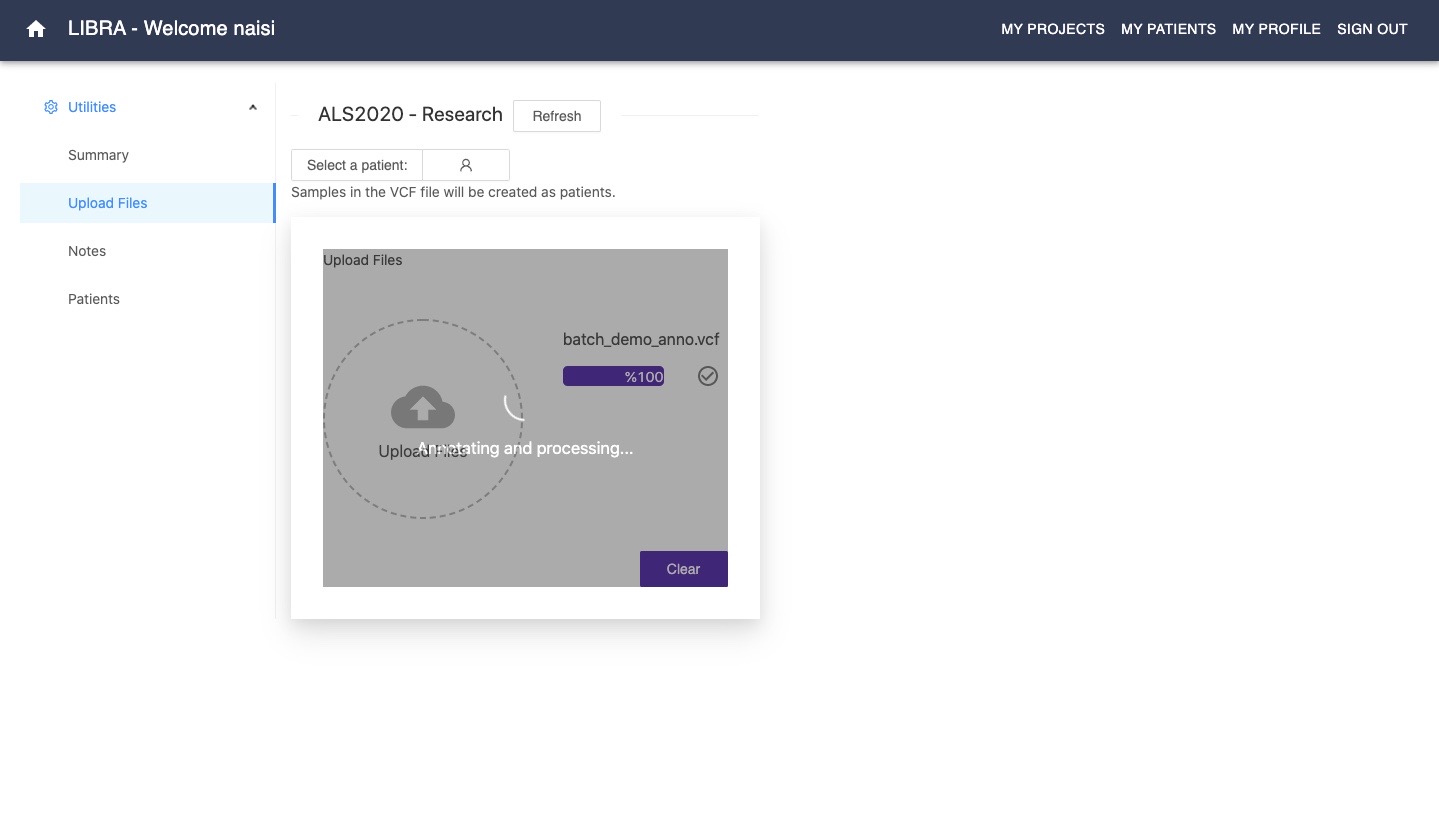 LIBRA - Welcome naisi
MY PROJECTS MY PATIENTS MY PROFILE SIGN OUT
Utilities
Summary
Upload Files
Notes
Patients
ALS2020 - Research
Refresh
Select a patient:
Samples in the VCF file will be created as patients.
Upload Files
batch_demo_anno.vcf
%100
Upload Files
Annotating and processing...
Clear